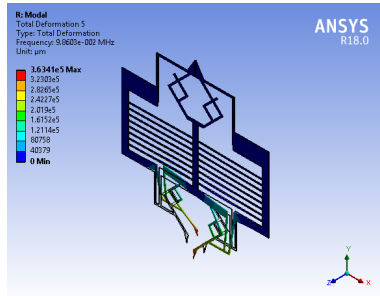 R: Modal
Total Deformation 5
Type: Total Deformation
Frequency: 9.8603e-002 MHz
Unit: µm
3.6341e5 Max
3.2303e5
2.8265e5
2.4227e5
2.019e5
1.6152e5
1.2114e5
80758
40379
0 Min
ANSYS
R18.0
Y
Z
X